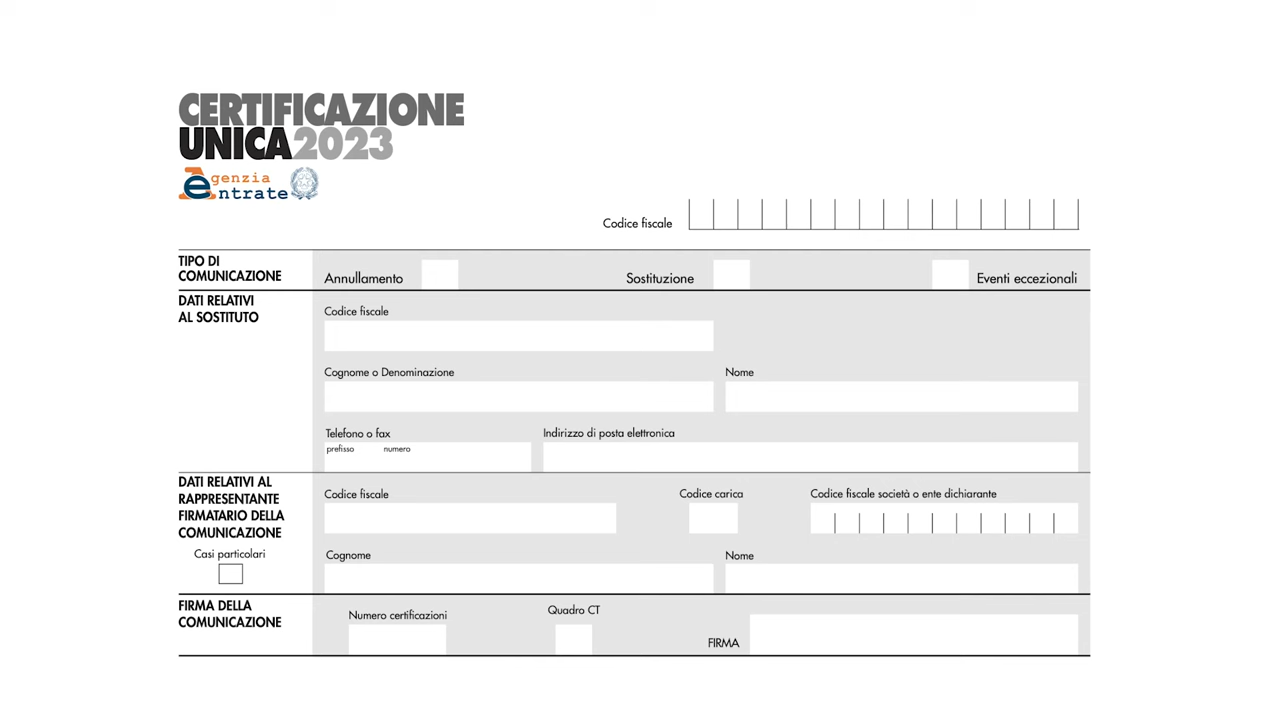 CERTIFICAZIONE
UNICA2023
agenzia
entrate
Codice fiscale
TIPO DI
COMUNICAZIONE
Annullamento
Sostituzione
Eventi eccezionali
DATI RELATIVI
AL SOSTITUTO
Codice fiscale
Cognome o Denominazione
Nome
Telefono o fax
prefisso
numero
Indirizzo di posta elettronica
DATI RELATIVI AL
RAPPRESENTANTE
FIRMATARIO DELLA
COMUNICAZIONE
Casi particolari
Codice fiscale
Codice carica
Codice fiscale società o ente dichiarante
Cognome
Nome
FIRMA DELLA
COMUNICAZIONE
Numero certificazioni
Quadro CT
FIRMA